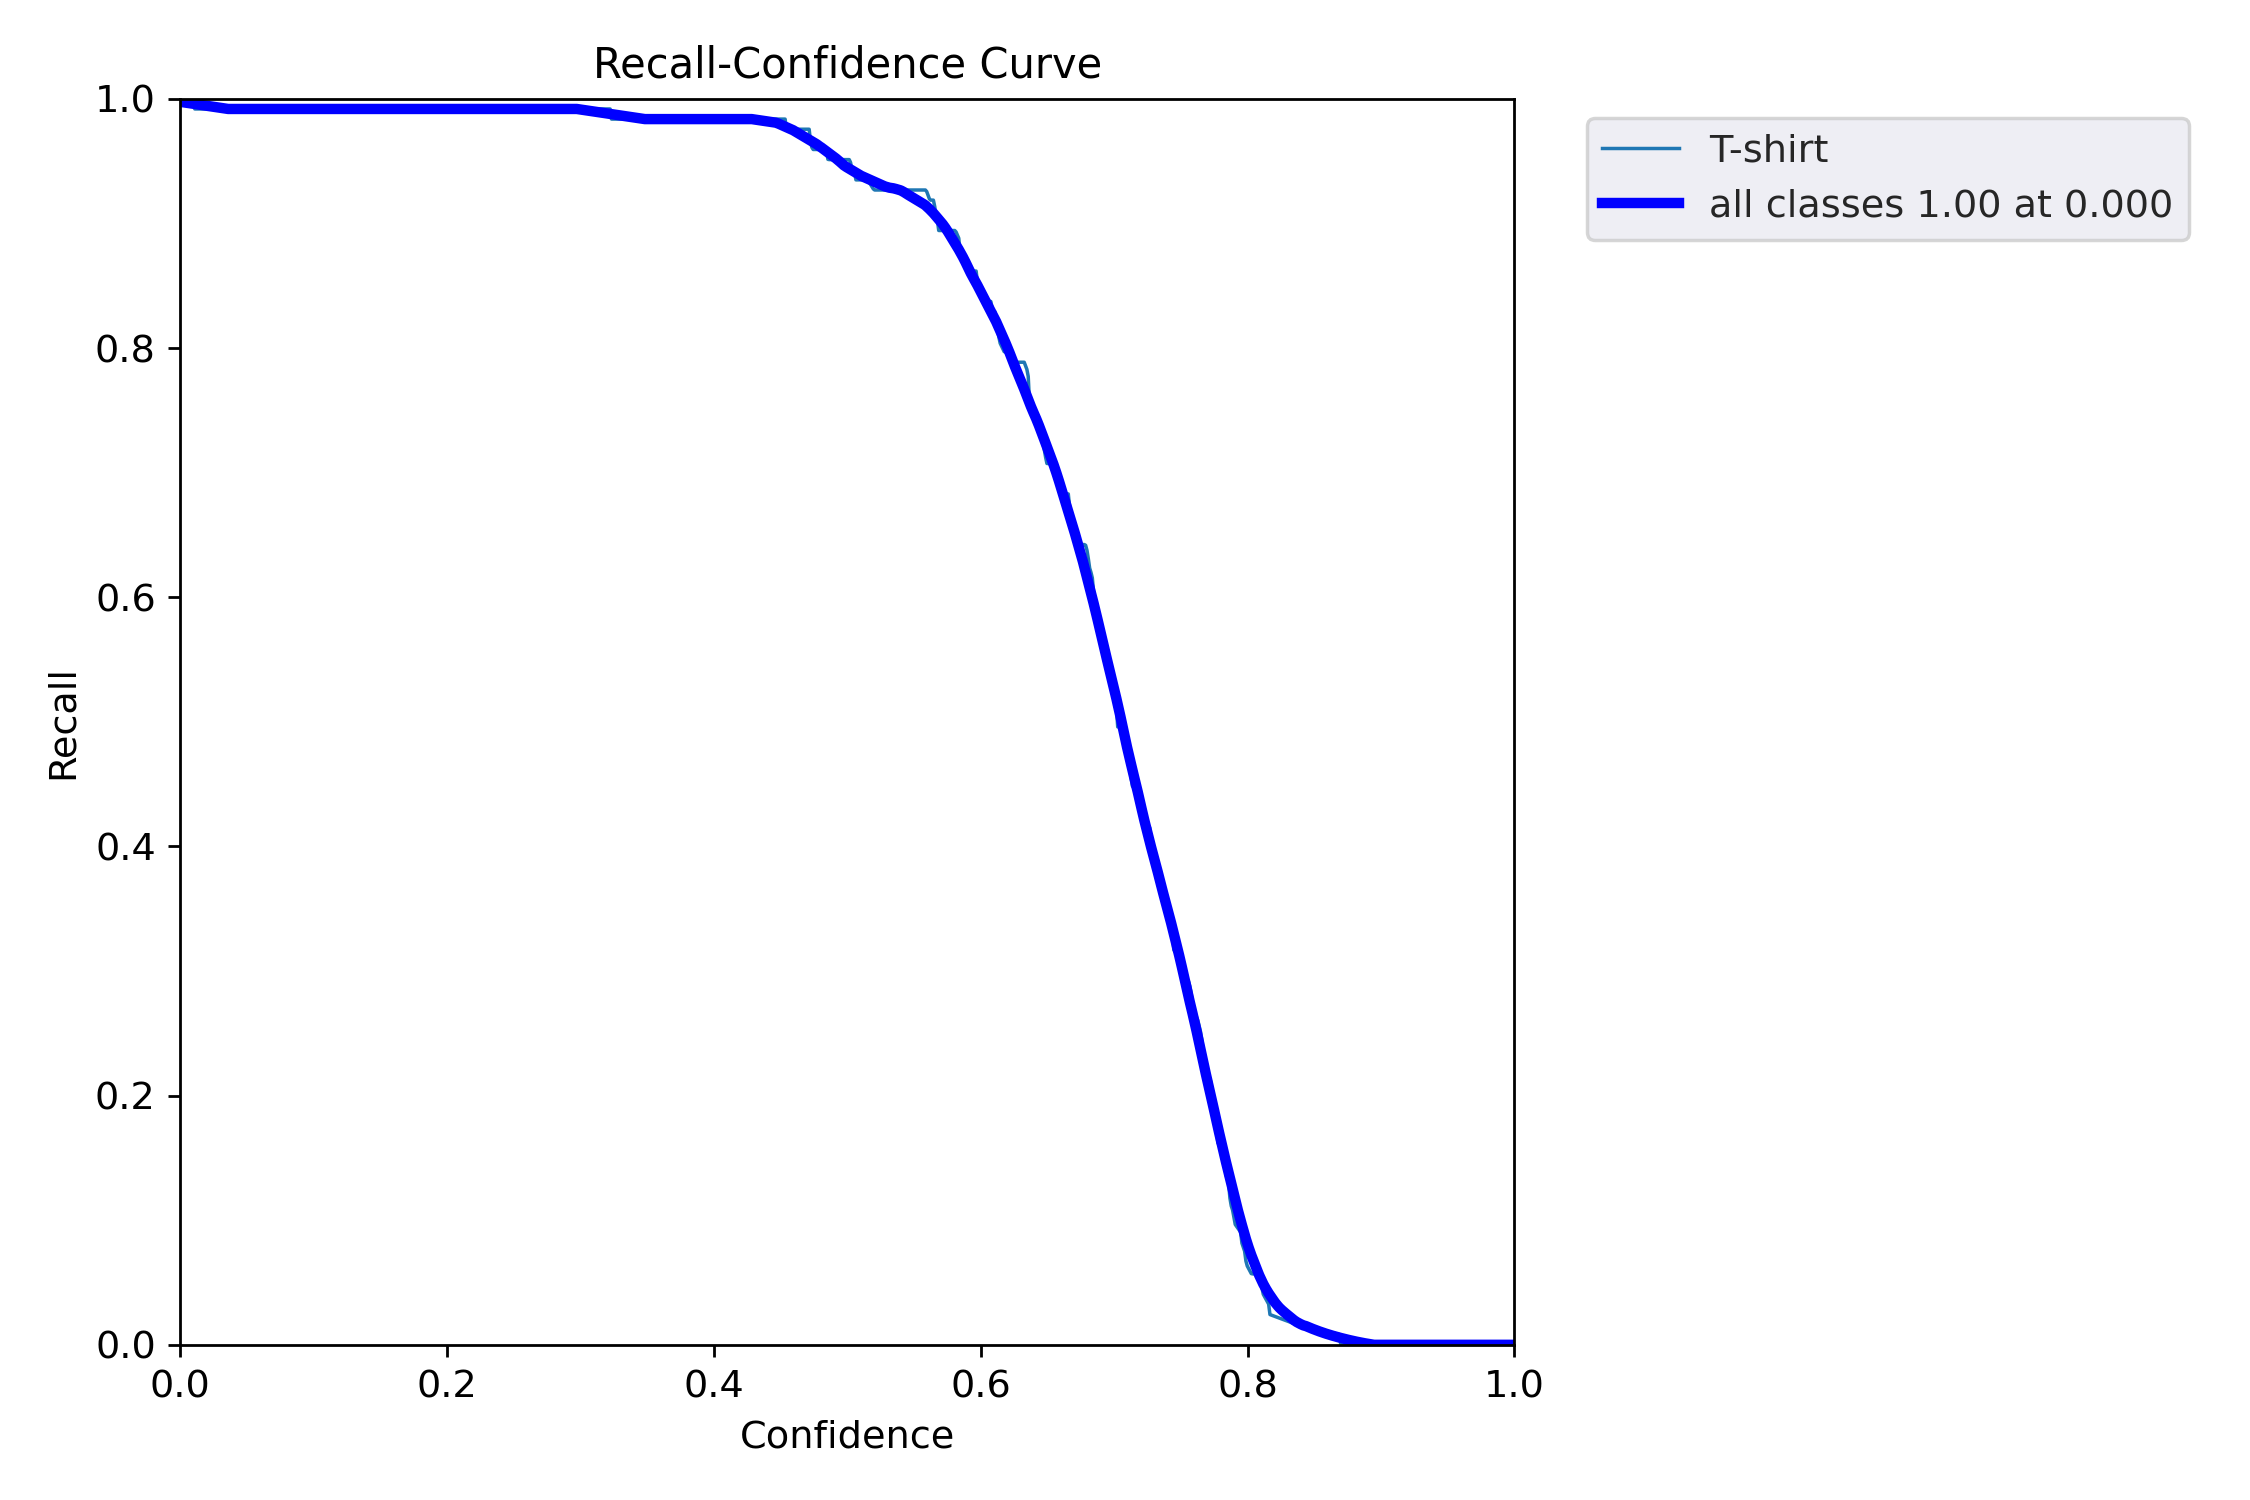 Recall-Confidence Curve
1.0
0.8
0.6
0.4
0.2
0.0
Recall
0.0 0.2 0.4 0.6 0.8 1.0
Confidence
T-shirt
all classes 1.00 at 0.000